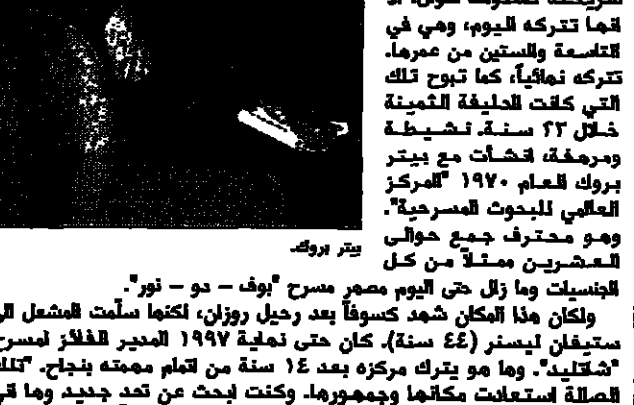 انها تتركه اليوم، وهي في
التاسعة والستين من عمرها.
تتركه نهائياً، كما تبوح تلك
التي كانت الحليفة الثمينة
خلال ٢٣ سنة. نشيطة
ومرهفة، انشأت مع بيتر
بروك العام ١٩٧٠ "المركز
العالمي للبحوث المسرحية".
وهو محترف جمع حوالى
العشرين ممثلاً من كل
بيتر بروك.
الجنسيات وما زال حتى اليوم مصهر مسرح "بوف – دو – نور".
ولكان هذا المكان شهد كسوفاً بعد رحيل روزان، لكنها سلّمت المشعل الى
ستيفان ليسنر (٤٤ سنة). كان حتى نهاية ١٩٩٧ المدير الفائز لمسرح
"شاتليه". وها هو يترك مركزه بعد ١٤ سنة من اتمام مهمته بنجاح. "تلك
الصالة استعادت مكانها وجمهورها. وكنت ابحث عن تحدٍ جديد وها